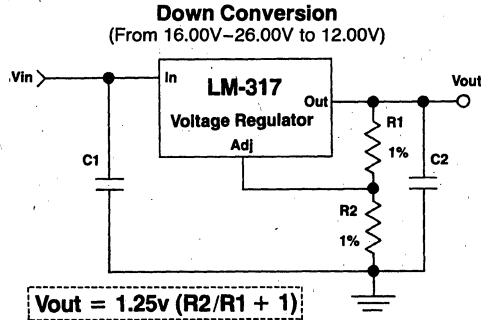 Down Conversion
(From 16.00V–26.00V to 12.00V)
Vin
In
LM-317
Out
Vout
Voltage Regulator
R1
Adj
1%
C1
C2
R2
1%
Vout = 1.25v (R2/R1 + 1)